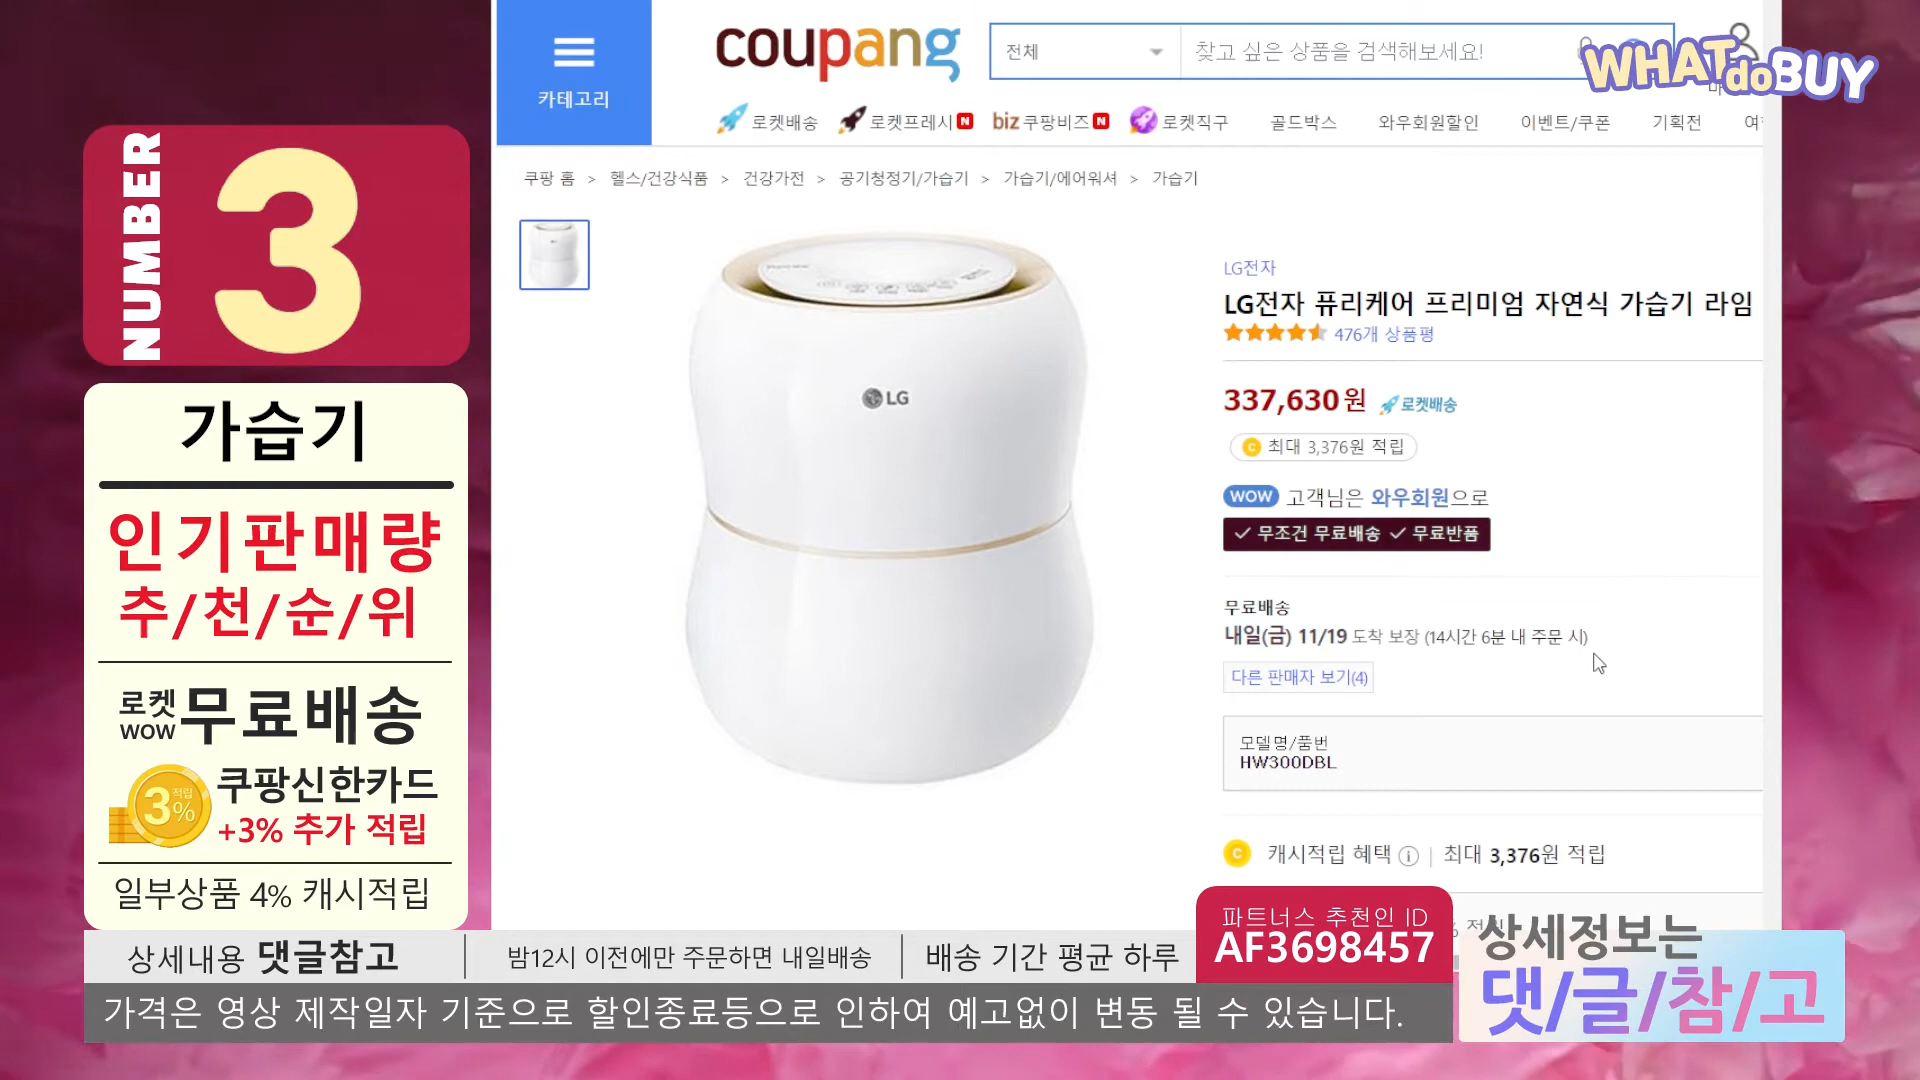 NUMBER
3
가습기
인기판매량
추/천/순/위
로켓
WOW
무료배송
3%
적립
쿠팡신한카드
+3% 추가 적립
일부상품 4% 캐시적립
카테고리
coupang
전체
찾고 싶은 상품을 검색해보세요!
WHAT do BUY
로켓배송
로켓프레시 N
biz 쿠팡비즈 N
로켓직구
골드박스
와우회원할인
이벤트/쿠폰
기획전
쿠팡 홈 > 헬스/건강식품 > 건강가전 > 공기청정기/가습기 > 가습기/에어워셔 > 가습기
LG
LG전자
LG전자 퓨리케어 프리미엄 자연식 가습기 라임
476개 상품평
337,630원 로켓배송
C 최대 3,376원 적립
WOW 고객님은 와우회원으로
✓ 무조건 무료배송 ✓ 무료반품
무료배송
내일(금) 11/19 도착 보장 (14시간 6분 내 주문 시)
다른 판매자 보기(4)
모델명/품번
HW300DBL
C 캐시적립 혜택 ⓘ | 최대 3,376원 적립
상세내용 댓글참고
밤12시 이전에만 주문하면 내일배송
배송 기간 평균 하루
파트너스 추천인 ID
AF3698457
상세정보는
댓/글/참/고
가격은 영상 제작일자 기준으로 할인종료등으로 인하여 예고없이 변동 될 수 있습니다.